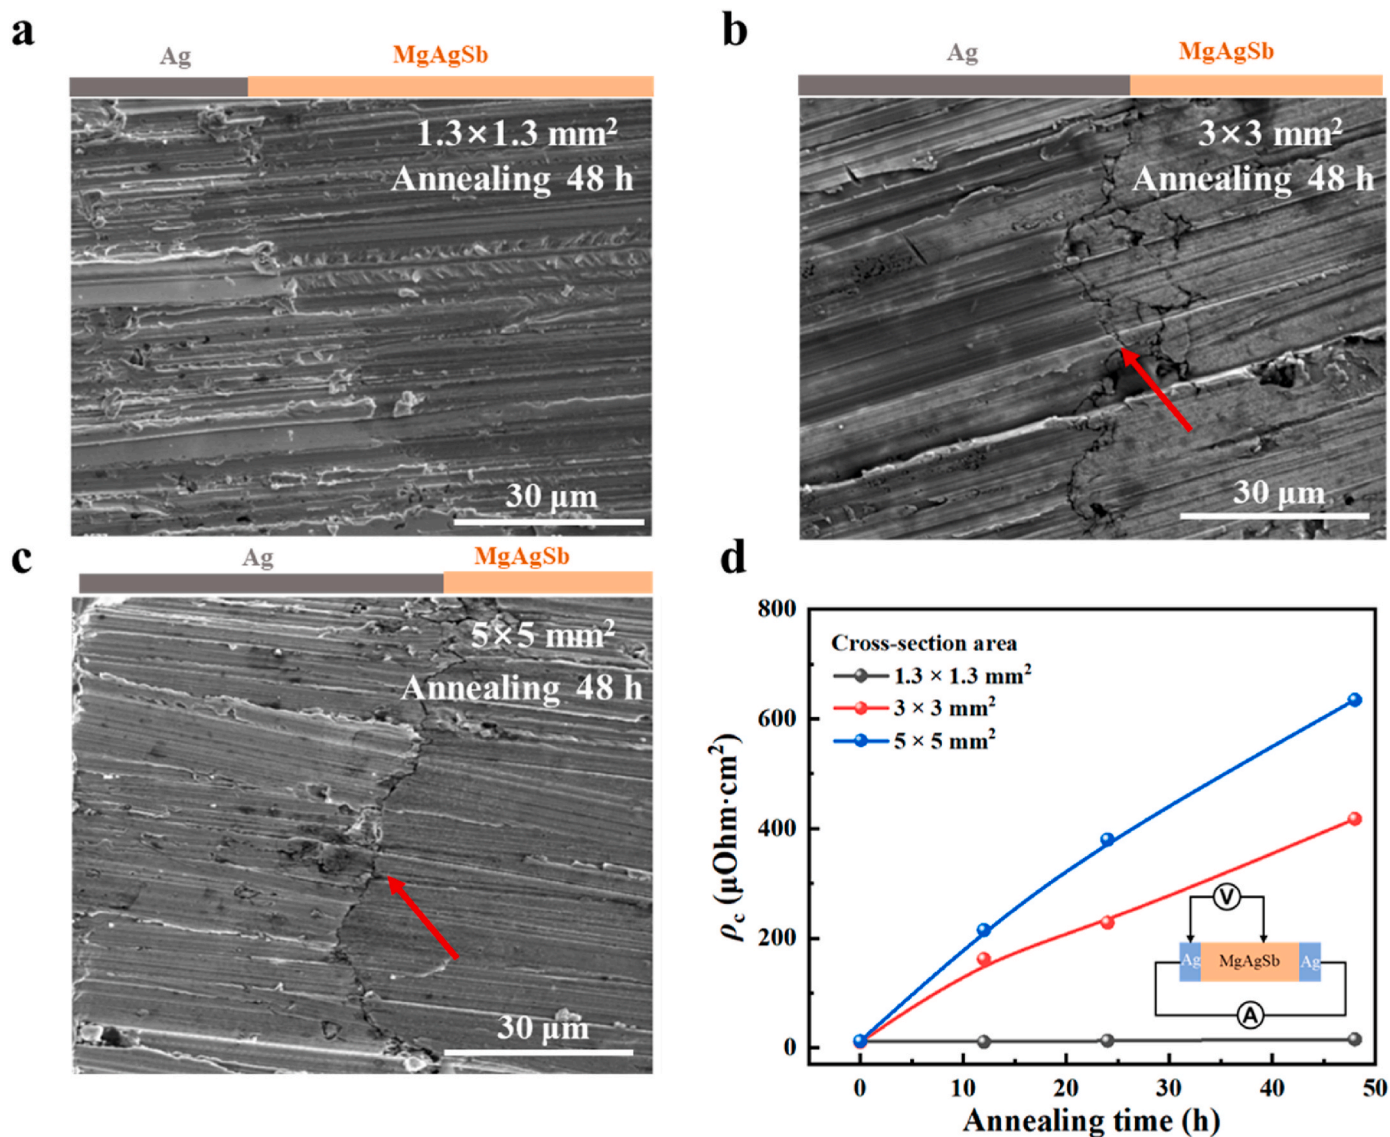 a
Ag
MgAgSb
1.3×1.3 mm²
Annealing 48 h
30 μm
b
Ag
MgAgSb
3×3 mm²
Annealing 48 h
30 μm
c
Ag
MgAgSb
5×5 mm²
Annealing 48 h
30 μm
d
800
600
400
200
0
ρc (μOhm·cm²)
Cross-section area
1.3 × 1.3 mm²
3 × 3 mm²
5 × 5 mm²
V
Ag
MgAgSb
Ag
A
0
10
20
30
40
50
Annealing time (h)